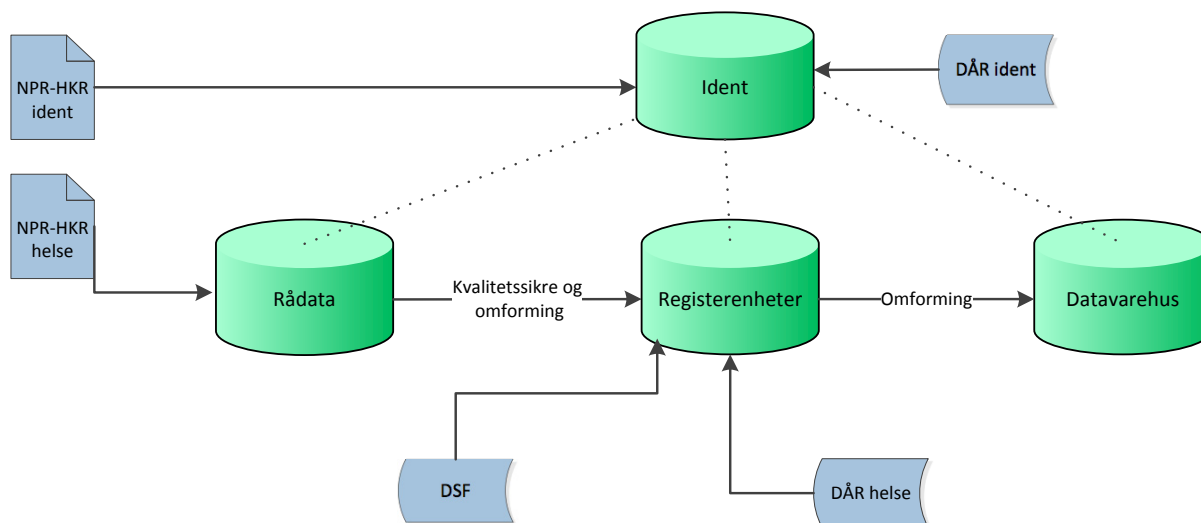 NPR-HKR
ident
Ident
DÅR ident
NPR-HKR
helse
Rådata
Kvalitetssikre og
omforming
Registerenheter
Omforming
Datavarehus
DSF
DÅR helse